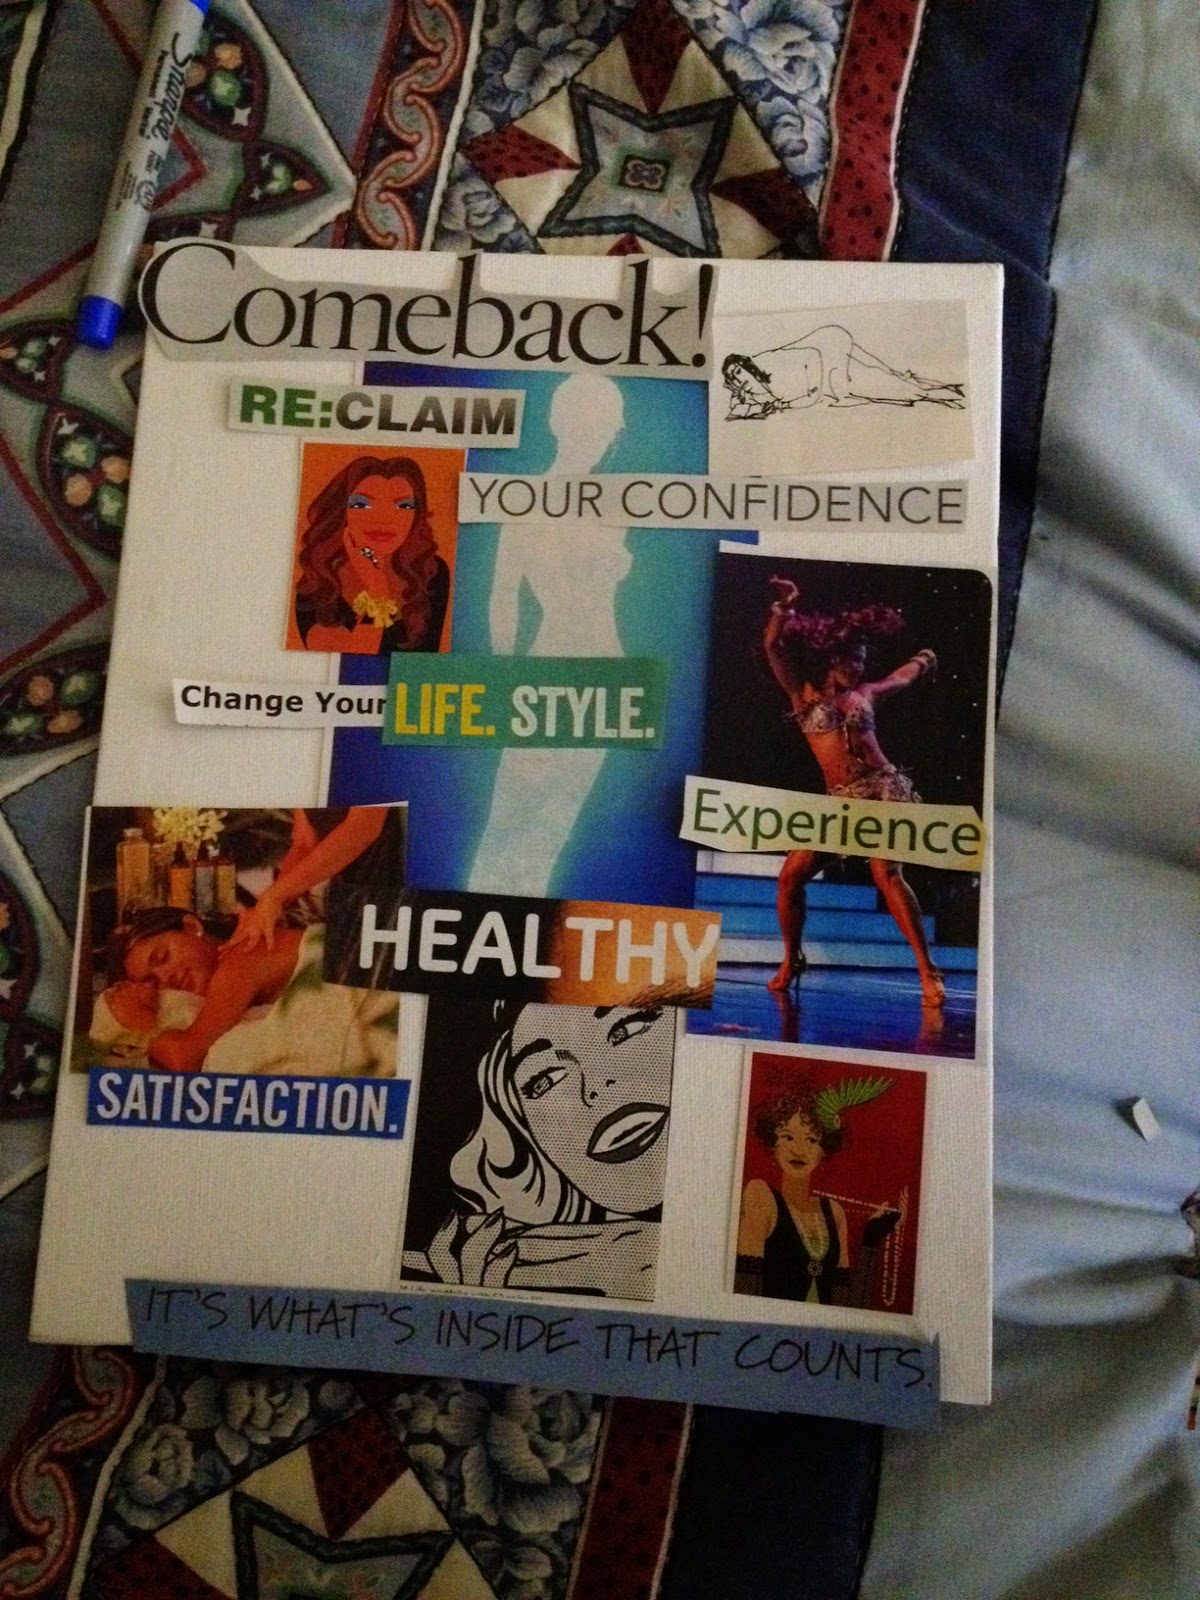 Sharpie
Comeback!
RE:CLAIM
YOUR CONFIDENCE
Change Your
LIFE. STYLE.
Experience
HEALTHY
SATISFACTION.
IT'S WHAT'S INSIDE THAT COUNTS.